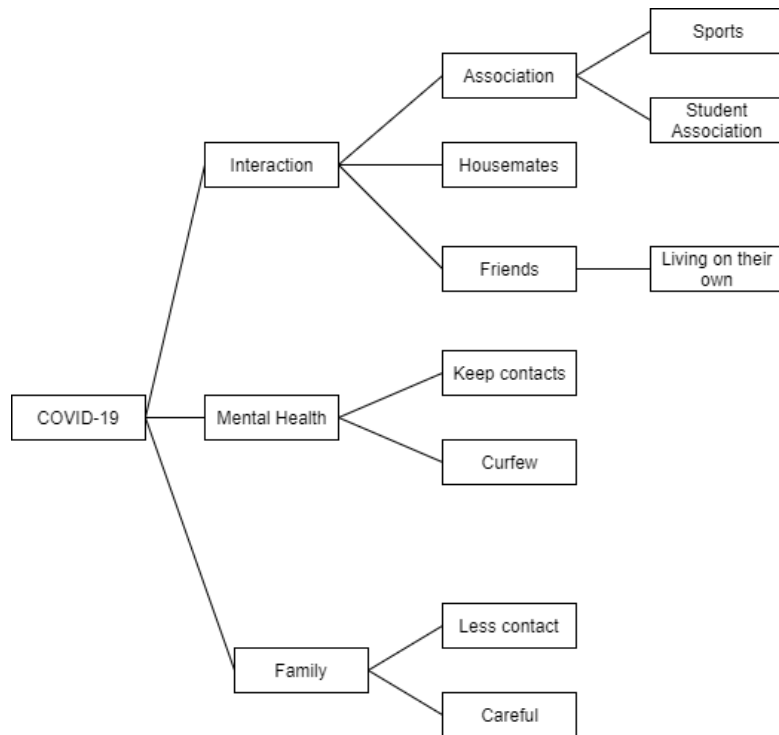 Sports
Association
Student
Association
Interaction
Housemates
Friends
Living on their
own
Keep contacts
COVID-19
Mental Health
Curfew
Less contact
Family
Careful